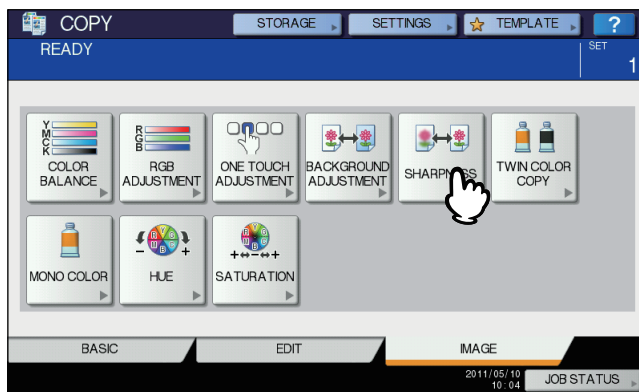 COPY
STORAGE
SETTINGS
TEMPLATE
?
READY
SET
1
Y
M
C
K
COLOR
BALANCE
R
G
B
RGB
ADJUSTMENT
ONE TOUCH
ADJUSTMENT
BACKGROUND
ADJUSTMENT
SHARPNESS
TWIN COLOR
COPY
MONO COLOR
HUE
SATURATION
BASIC
EDIT
IMAGE
2011/05/10
10:04
JOB STATUS